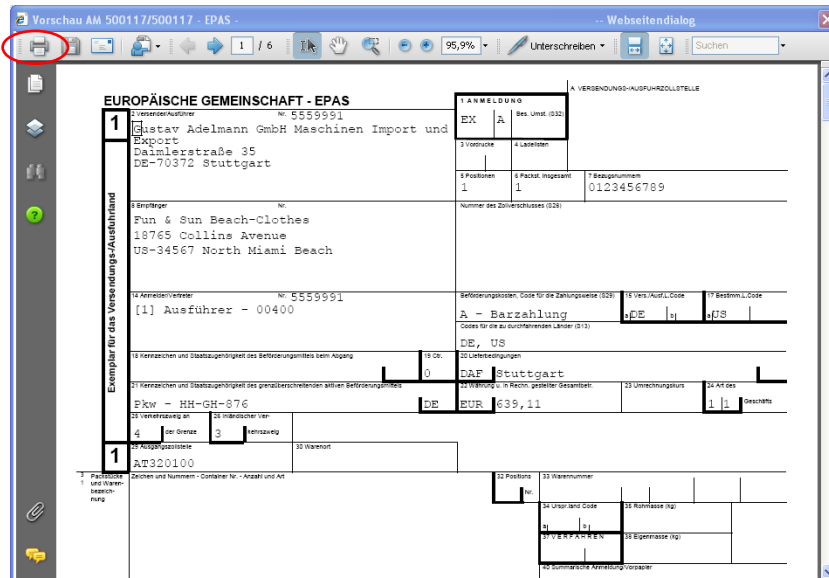 Vorschau AM 500117/500117 - EPAS -
-- Webseitendialog
1 / 6
95,9%
Unterschreiben
Suchen
A VERSENDUNGS-/AUSFUHRZOLLSTELLE
EUROPÄISCHE GEMEINSCHAFT - EPAS
1 ANMELDUNG
1
2 Versender/Ausführer Nr. 5559991
EX A Bes. Umst. (S32)
Gustav Adelmann GmbH Maschinen Import und
Export
Daimlerstraße 35
DE-70372 Stuttgart
3 Vordrucke 4 Ladelisten
5 Positionen 6 Packst. insgesamt 7 Bezugsnummern
1 1 0123456789
8 Empfänger Nr.
Nummer des Zollverschlusses (S28)
Fun & Sun Beach-Clothes
18765 Collins Avenue
US-34567 North Miami Beach
Exemplar für das Versendungs-/Ausfuhrland
14 Anmelder/Vertreter Nr. 5559991
Beförderungskosten, Code für die Zahlungsweise (S29) 15 Vers./Ausf.L.Code 17 Bestimm.L.Code
[1] Ausführer - 00400
A - Barzahlung
a DE b a US
Codes für die zu durchfahrenden Länder (S13)
DE, US
18 Kennzeichen und Staatszugehörigkeit des Beförderungsmittels beim Abgang 19 Ctr. 20 Lieferbedingungen
0 DAF Stuttgart
21 Kennzeichen und Staatszugehörigkeit des grenzüberschreitenden aktiven Beförderungsmittels
22 Währung u. in Rechn. gestellter Gesamtbetr. 23 Umrechnungskurs 24 Art des
Pkw - HH-GH-876 DE EUR 639,11 1 1 Geschäfts
25 Verkehrszweig an 26 Inländischer Ver-
4 der Grenze 3 kehrszweig
1
29 Ausgangszollstelle 30 Warenort
AT320100
3 1 Packstücke und Waren- bezeich- nung
Zeichen und Nummern - Container Nr. - Anzahl und Art
32 Positions Nr. 33 Warennummer
34 Urspr.land Code 35 Rohmasse (kg)
a b
37 VERFAHREN 38 Eigenmasse (kg)
40 Summarische Anmeldung/Vorpapier